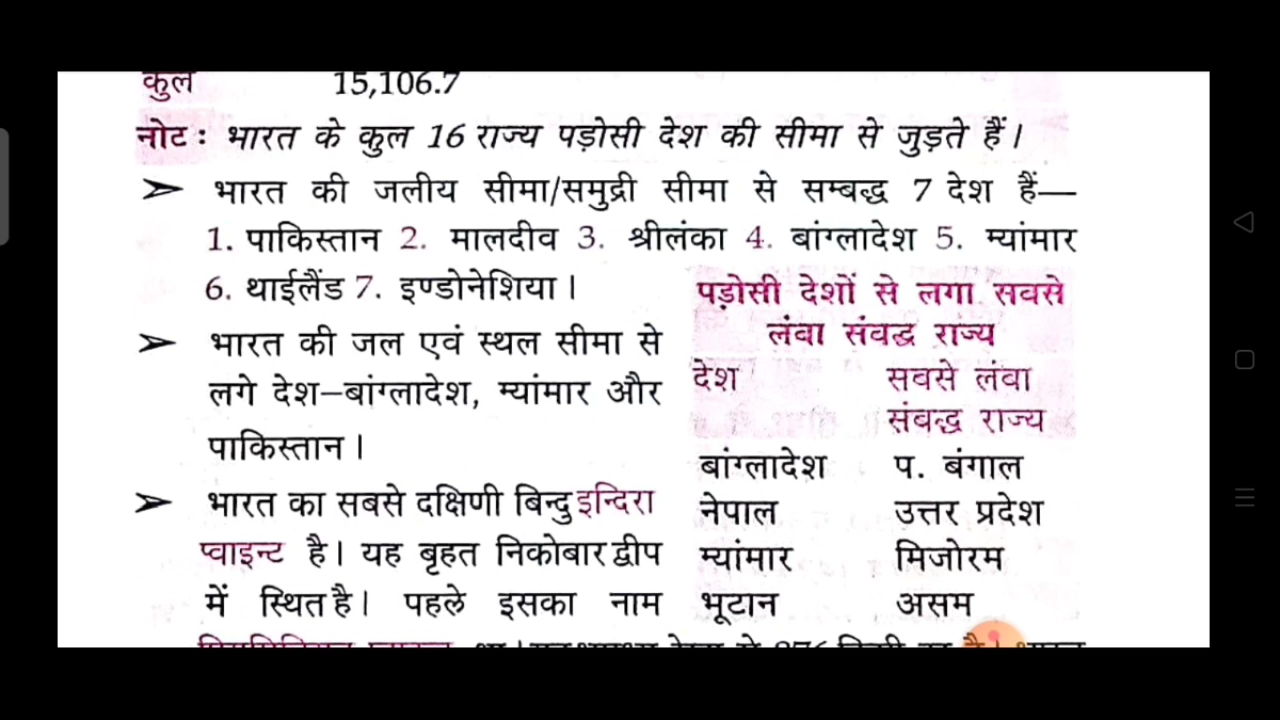 कुल 15,106.7
नोट: भारत के कुल 16 राज्य पड़ोसी देश की सीमा से जुड़ते हैं।
➢ भारत की जलीय सीमा/समुद्री सीमा से सम्बद्ध 7 देश हैं—
1. पाकिस्तान 2. मालदीव 3. श्रीलंका 4. बांग्लादेश 5. म्यांमार
6. थाईलैंड 7. इण्डोनेशिया।
➢ भारत की जल एवं स्थल सीमा से
लगे देश–बांग्लादेश, म्यांमार और
पाकिस्तान।
➢ भारत का सबसे दक्षिणी बिन्दु इन्दिरा
प्वाइन्ट है। यह बृहत निकोबार द्वीप
में स्थित है। पहले इसका नाम
पड़ोसी देशों से लगा सबसे
लंबा संवद्ध राज्य
देश सबसे लंबा
संबद्ध राज्य
बांग्लादेश प. बंगाल
नेपाल उत्तर प्रदेश
म्यांमार मिजोरम
भूटान असम